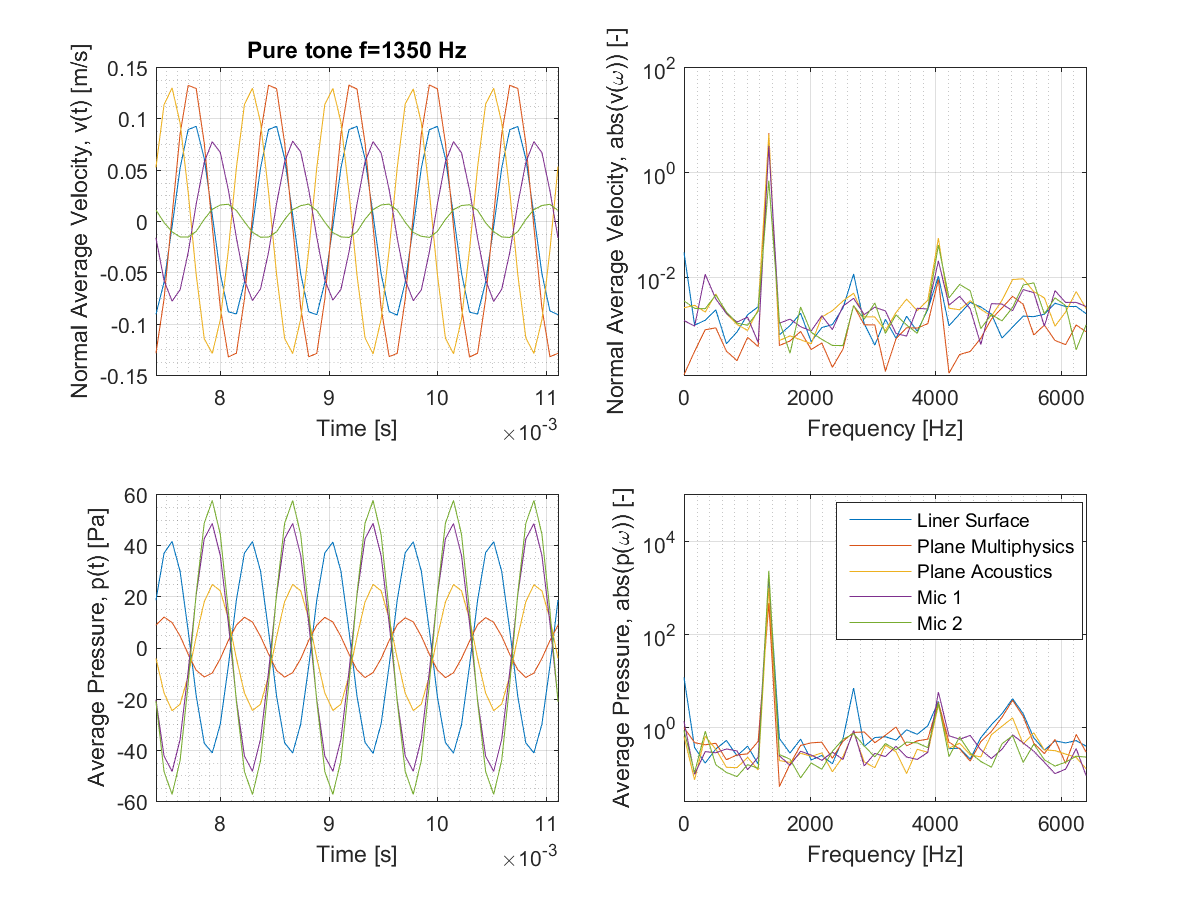 Pure tone f=1350 Hz
Normal Average Velocity, v(t) [m/s]
0.15
0.1
0.05
0
-0.05
-0.1
-0.15
8
9
10
11
Time [s]
×10-3
Normal Average Velocity, abs(v(ω)) [-]
102
100
10-2
0
2000
4000
6000
Frequency [Hz]
Average Pressure, p(t) [Pa]
60
40
20
0
-20
-40
-60
8
9
10
11
Time [s]
×10-3
Average Pressure, abs(p(ω)) [-]
104
102
100
0
2000
4000
6000
Frequency [Hz]
Liner Surface
Plane Multiphysics
Plane Acoustics
Mic 1
Mic 2